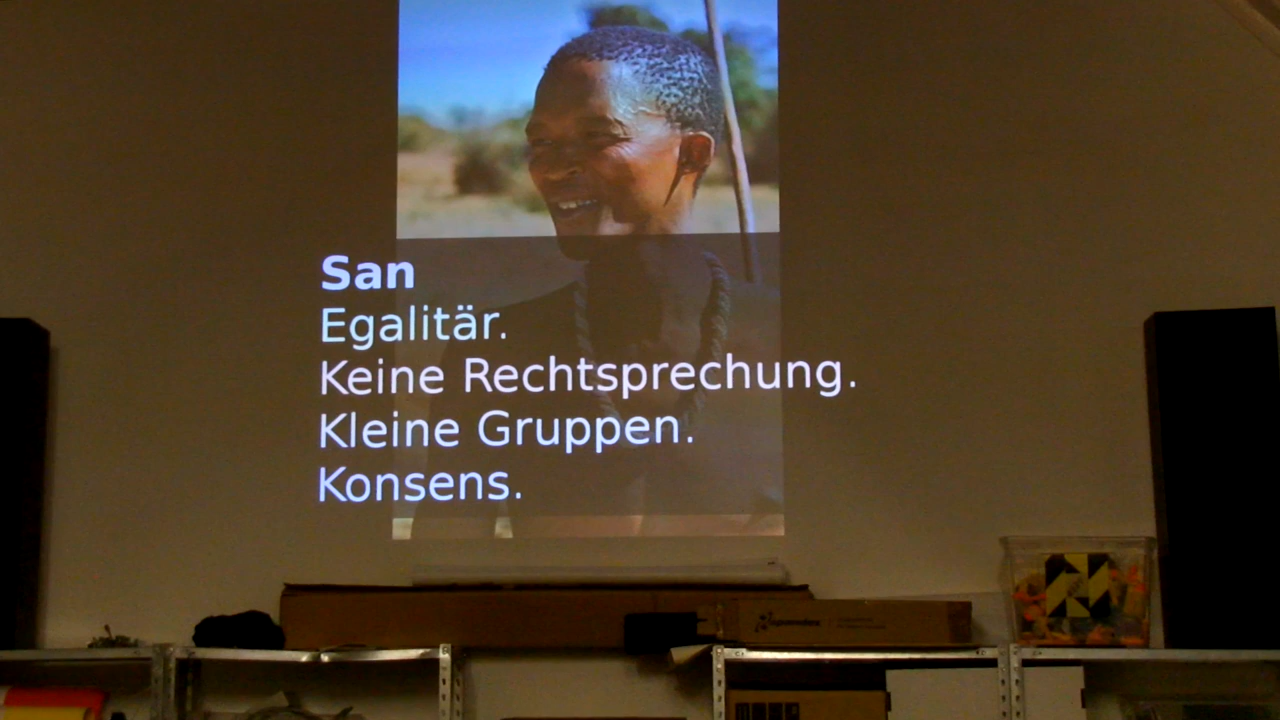 San
Egalitär.
Keine Rechtsprechung.
Kleine Gruppen.
Konsens.